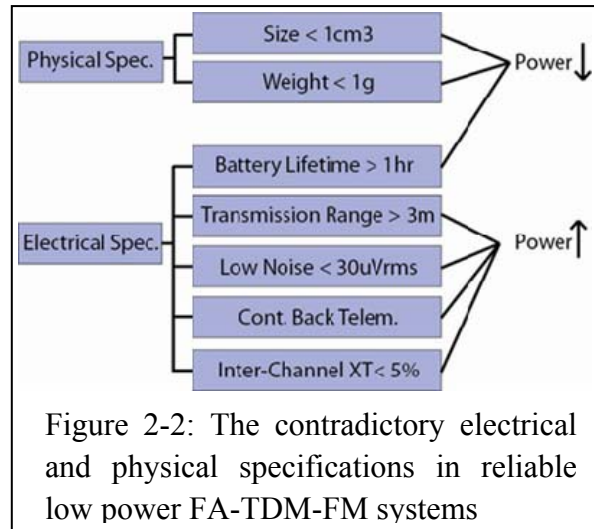 Size < 1cm3
Physical Spec.
Power
Weight < 1g
Battery Lifetime > 1hr
Transmission Range > 3m
Electrical Spec.
Power
Low Noise < 30uVrms
Cont. Back Telem.
Inter-Channel XT< 5%
Figure 2-2: The contradictory electrical
and physical specifications in reliable
low power FA-TDM-FM systems